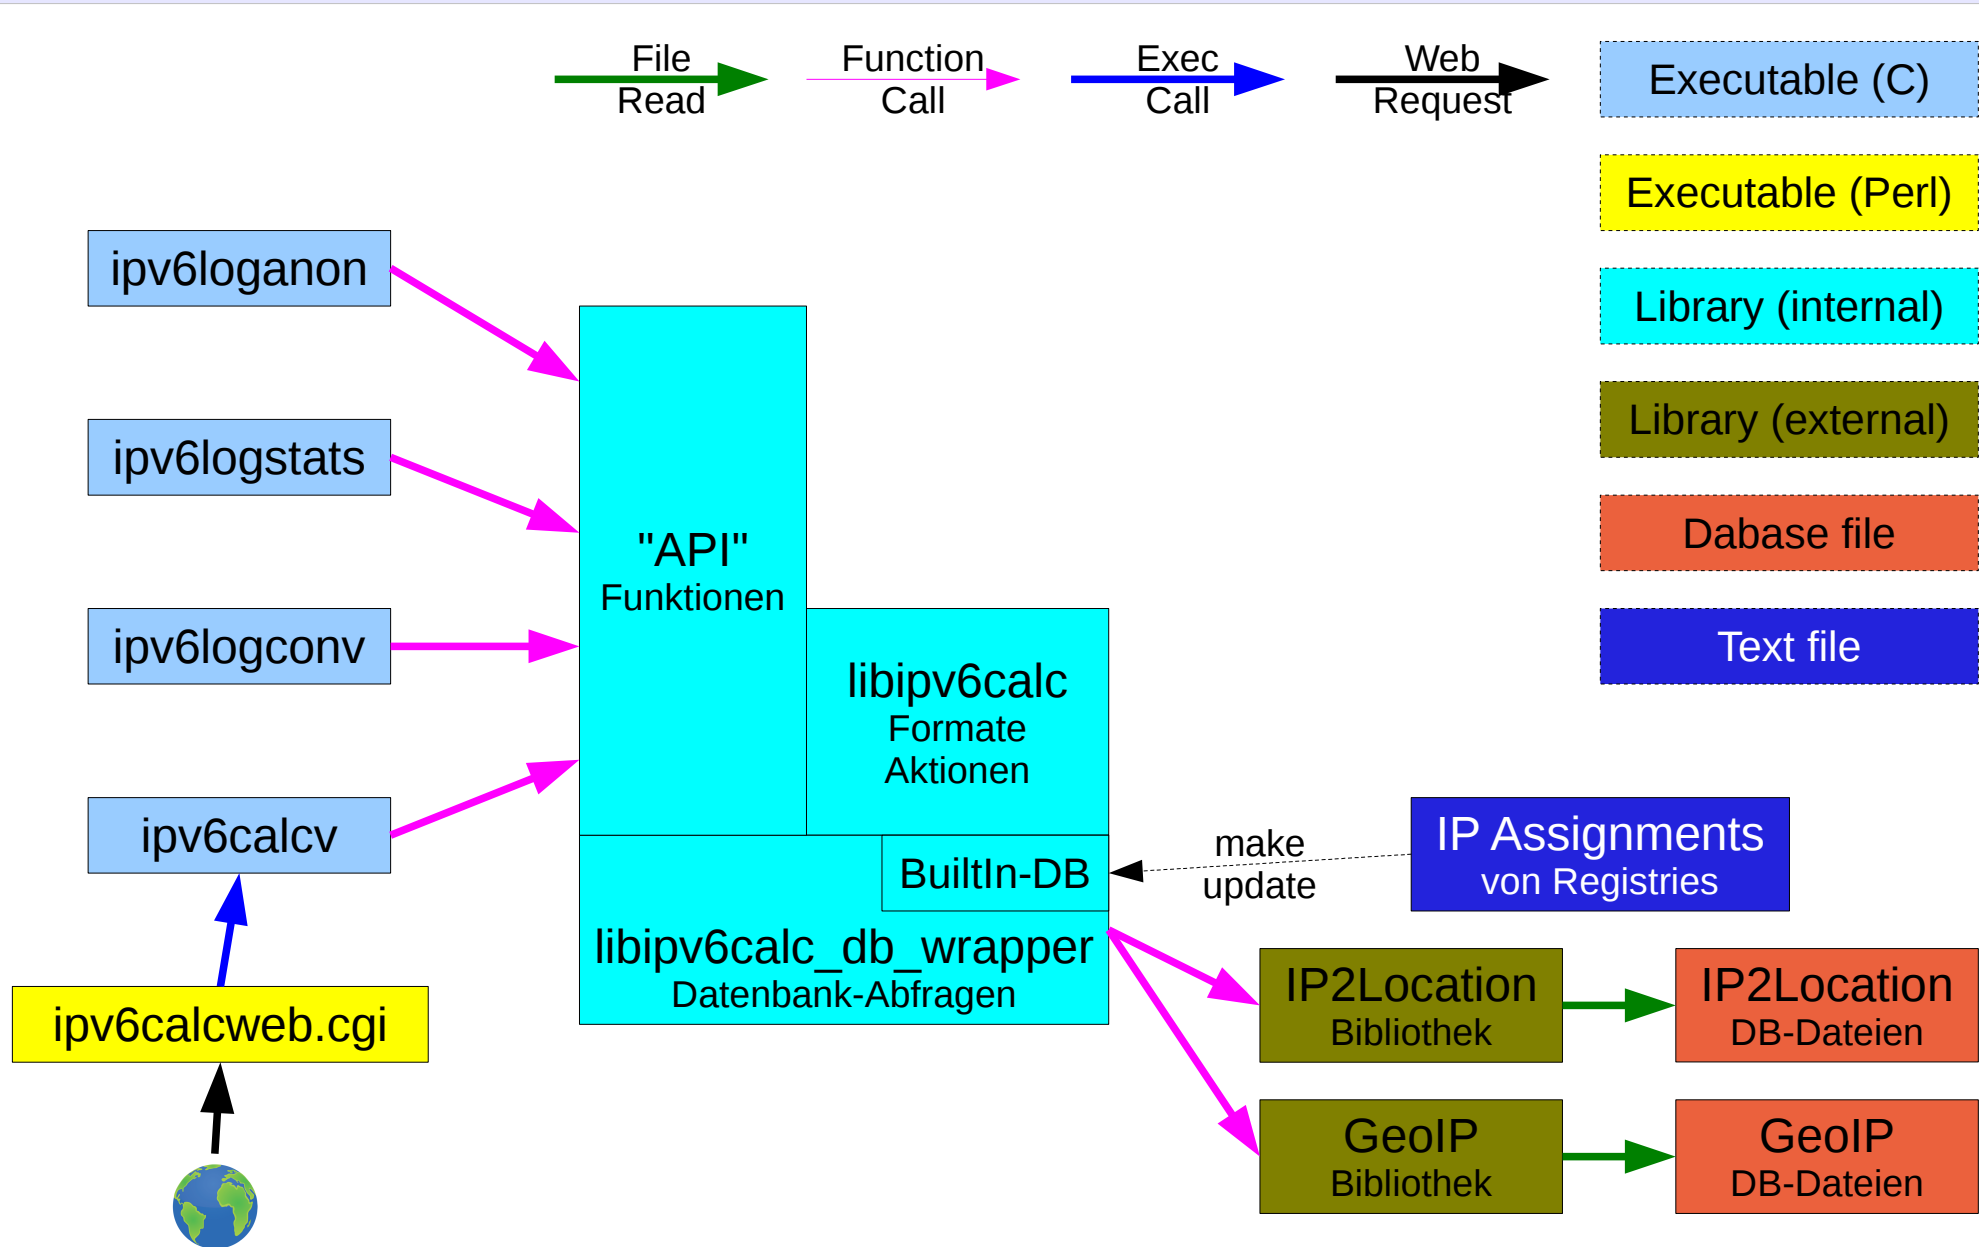 File
Read
Function
Call
Exec
Call
Web
Request
Executable (C)
Executable (Perl)
Library (internal)
Library (external)
Dabase file
Text file
ipv6loganon
ipv6logstats
ipv6logconv
ipv6calcv
ipv6calcweb.cgi
"API"
Funktionen
libipv6calc
Formate
Aktionen
BuiltIn-DB
libipv6calc_db_wrapper
Datenbank-Abfragen
make
update
IP Assignments
von Registries
IP2Location
Bibliothek
IP2Location
DB-Dateien
GeoIP
Bibliothek
GeoIP
DB-Dateien